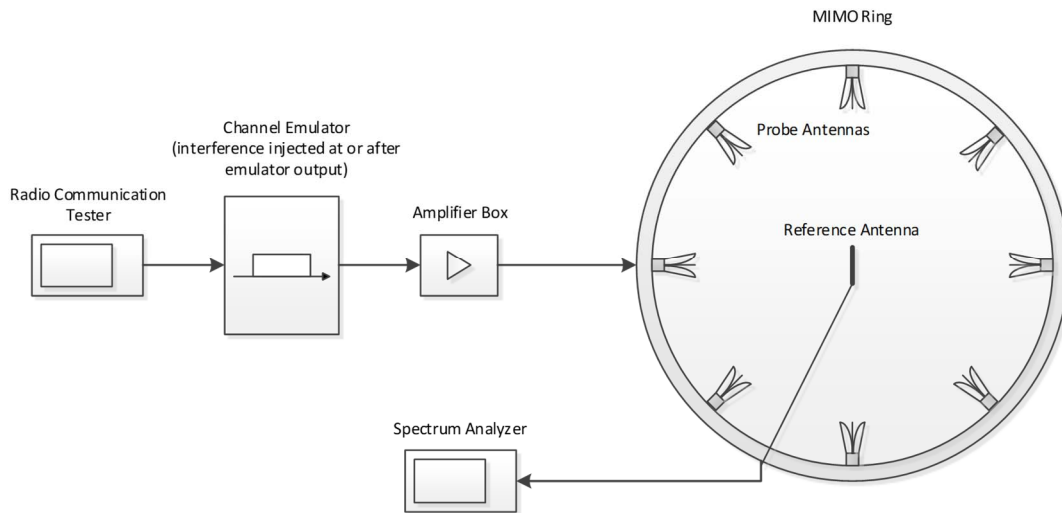 MIMO Ring
Channel Emulator
(interference injected at or after
emulator output)
Probe Antennas
Radio Communication
Tester
Amplifier Box
Reference Antenna
Spectrum Analyzer